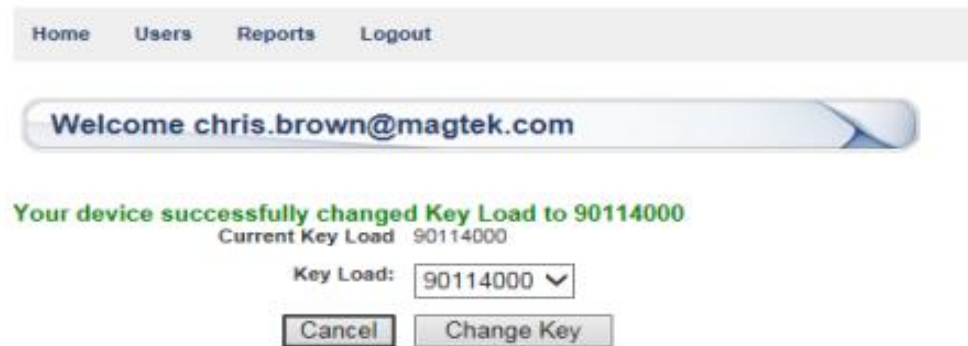 Home Users Reports Logout
Welcome chris.brown@magtek.com
Your device successfully changed Key Load to 90114000
Current Key Load 90114000
Key Load: 90114000
Cancel Change Key